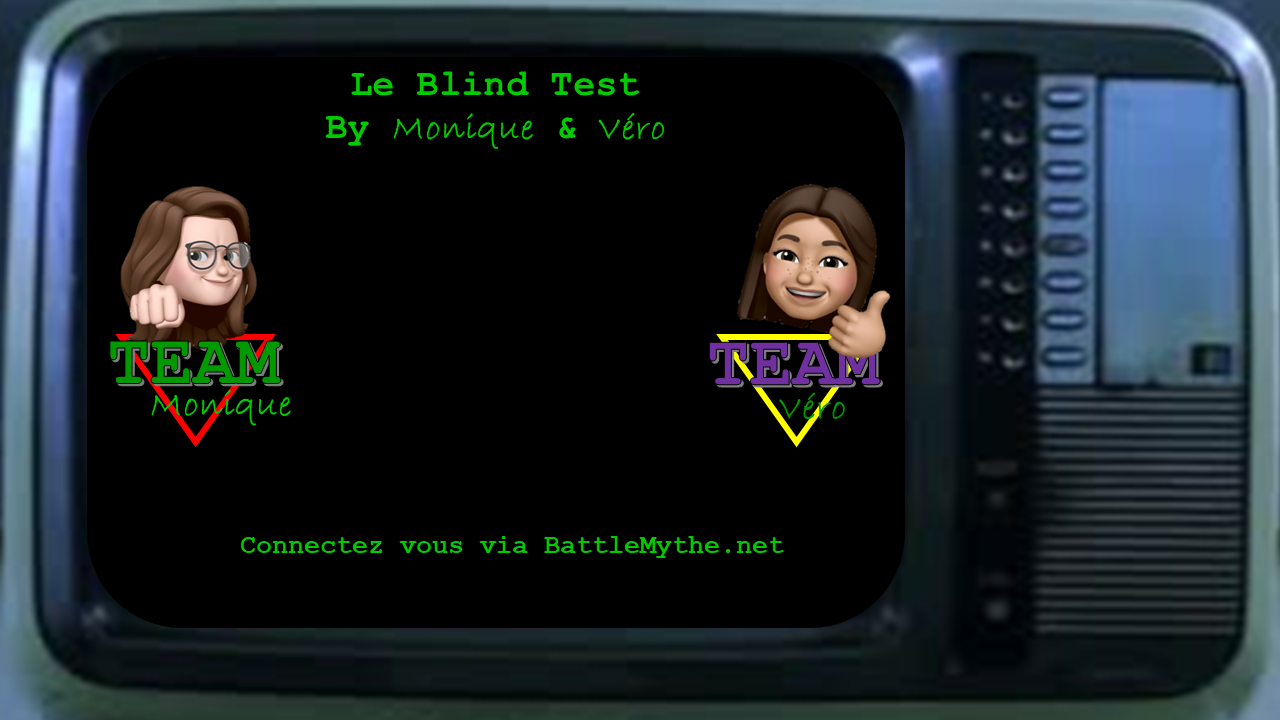 Le Blind Test
By Monique & Véro
TEAM
Monique
TEAM
Véro
Connectez vous via BattleMythe.net